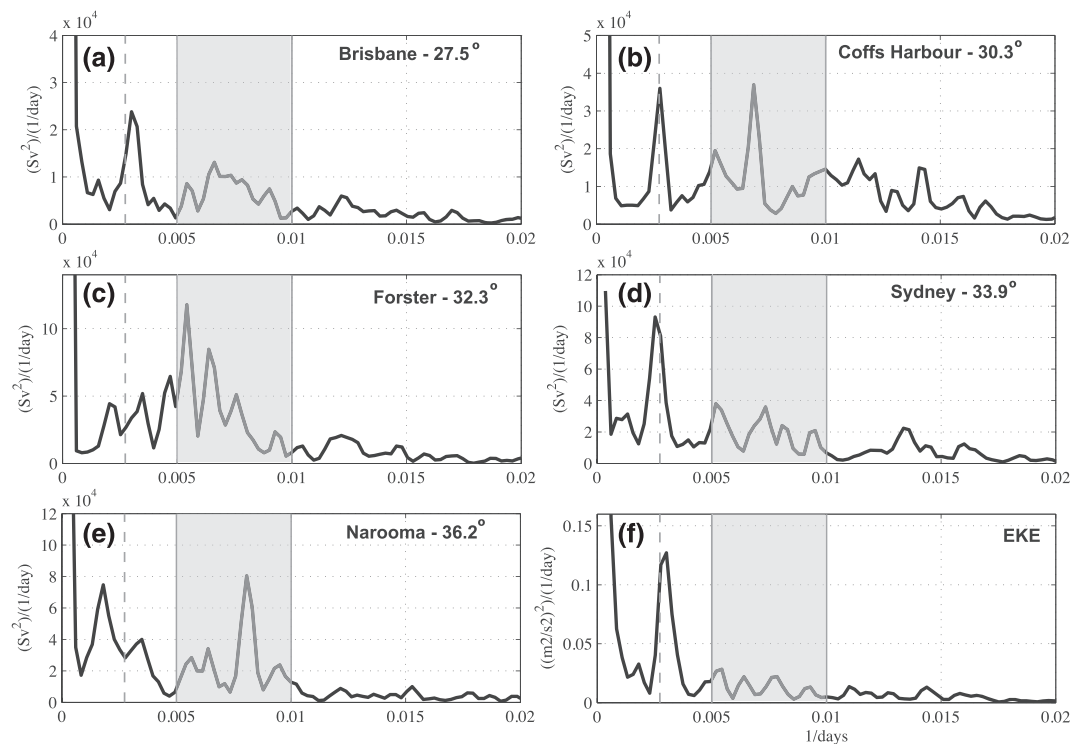 x 10⁴
(a)
Brisbane - 27.5°
(Sv²)/(1/day)
4
3
2
1
0
0 0.005 0.01 0.015 0.02
x 10⁴
(b)
Coffs Harbour - 30.3°
(Sv²)/(1/day)
5
4
3
2
1
0
0 0.005 0.01 0.015 0.02
x 10⁴
(c)
Forster - 32.3°
(Sv²)/(1/day)
10
5
0
0 0.005 0.01 0.015 0.02
x 10⁴
(d)
Sydney - 33.9°
(Sv²)/(1/day)
12
10
8
6
4
2
0
0 0.005 0.01 0.015 0.02
x 10⁴
(e)
Narooma - 36.2°
(Sv²)/(1/day)
12
10
8
6
4
2
0
0 0.005 0.01 0.015 0.02
(f)
EKE
((m2/s2)²)/(1/day)
0.15
0.1
0.05
0
0 0.005 0.01 0.015 0.02
1/days